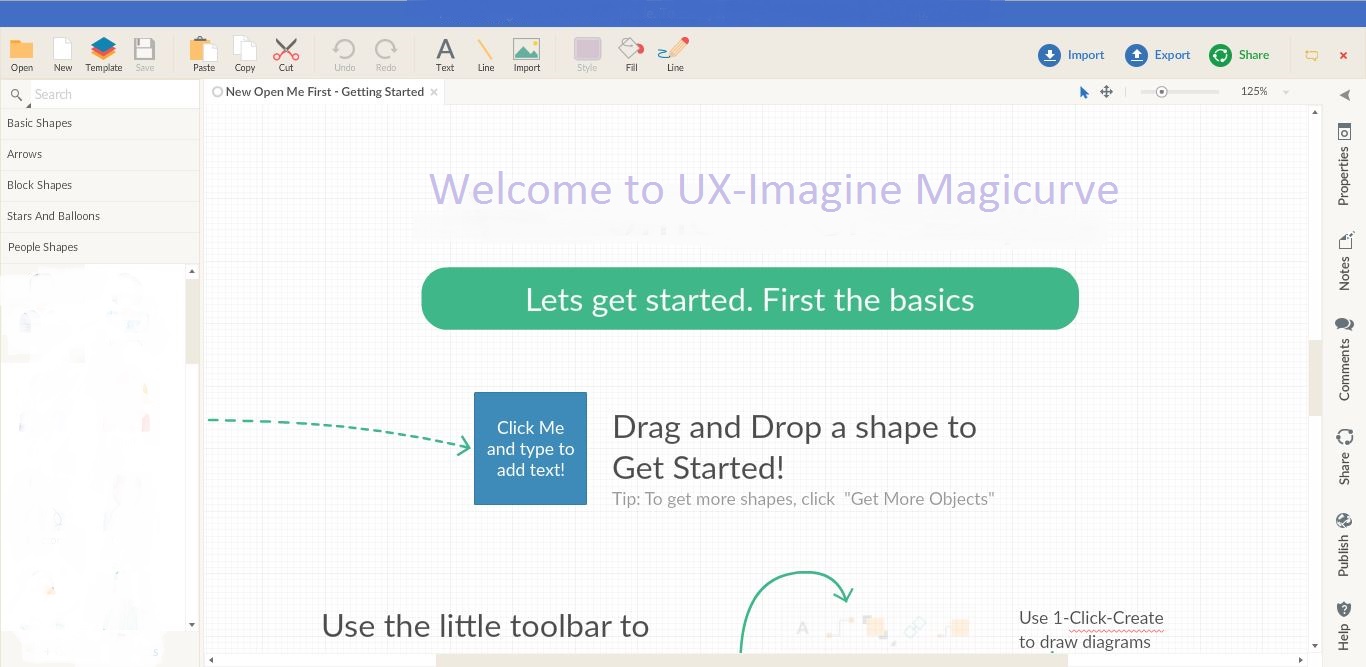 Open New Template Save Paste Copy Cut Undo Redo Text Line Import Style Fill Line Import Export Share
Search
New Open Me First - Getting Started
125%
Basic Shapes
Arrows
Block Shapes
Stars And Balloons
People Shapes
Welcome to UX-Imagine Magicurve
Lets get started. First the basics
Click Me
and type to
add text!
Drag and Drop a shape to
Get Started!
Tip: To get more shapes, click "Get More Objects"
Use the little toolbar to
A
Use 1-Click-Create
to draw diagrams
Properties
Notes
Comments
Share
Publish
Help